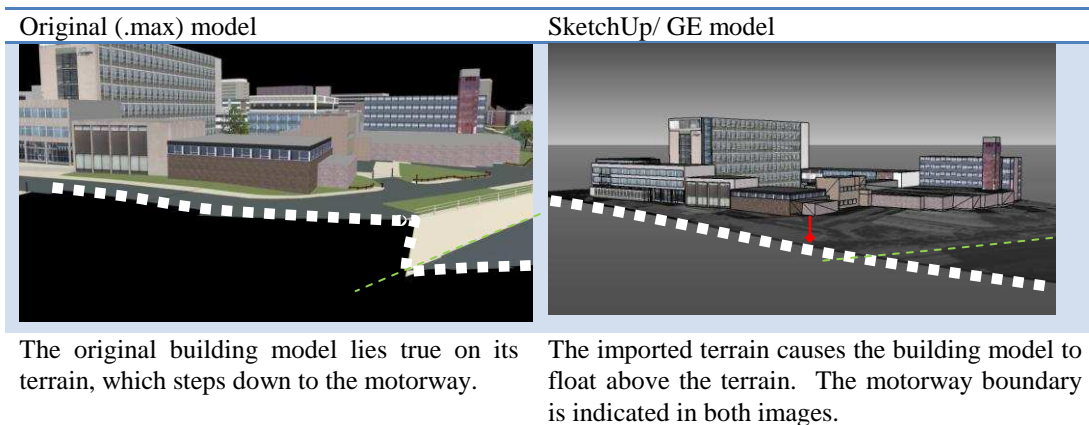 Original (.max) model
SketchUp/ GE model
The original building model lies true on its
terrain, which steps down to the motorway.
The imported terrain causes the building model to
float above the terrain. The motorway boundary
is indicated in both images.